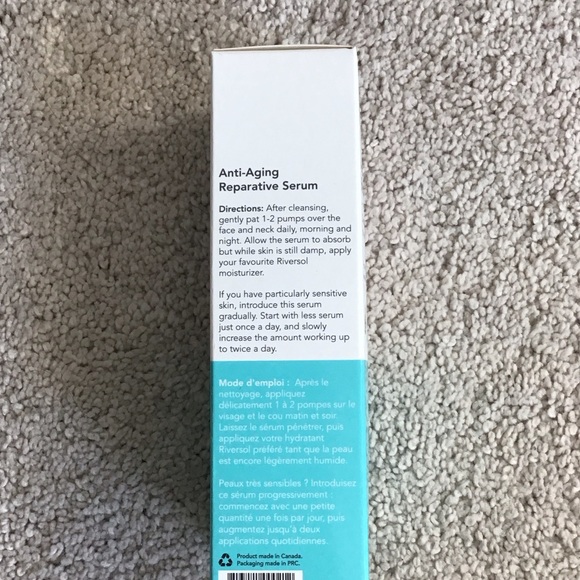 Anti-Aging
Reparative Serum
Directions: After cleansing,
gently pat 1-2 pumps over the
face and neck daily, morning and
night. Allow the serum to absorb
but while skin is still damp, apply
your favourite Riversol
moisturizer.
If you have particularly sensitive
skin, introduce this serum
gradually. Start with less serum
just once a day, and slowly
increase the amount working up
to twice a day.
Mode d'emploi : Après le
nettoyage, appliquez
délicatement 1 à 2 pompes sur le
visage et le cou matin et soir.
Laissez le sérum pénétrer, puis
appliquez votre hydratant
Riversol préféré tant que la peau
est encore légèrement humide.
Peaux très sensibles ? Introduisez
ce sérum progressivement :
commencez avec une petite
quantité une fois par jour, puis
augmentez jusqu'à deux
applications quotidiennes.
Product made in Canada.
Packaging made in PRC.